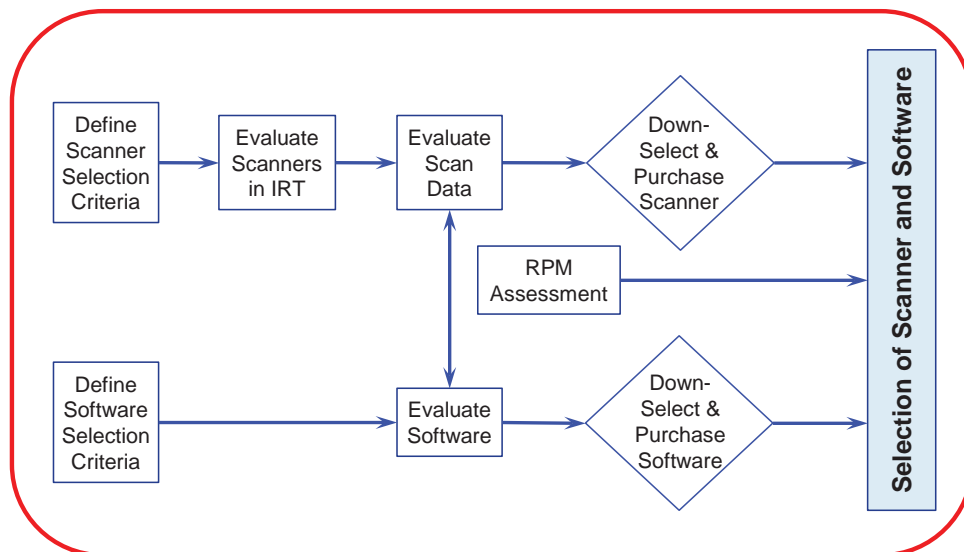 Define
Scanner
Selection
Criteria
Evaluate
Scanners
in IRT
Evaluate
Scan
Data
Down-
Select &
Purchase
Scanner
RPM
Assessment
Define
Software
Selection
Criteria
Evaluate
Software
Down-
Select &
Purchase
Software
Selection of Scanner and Software